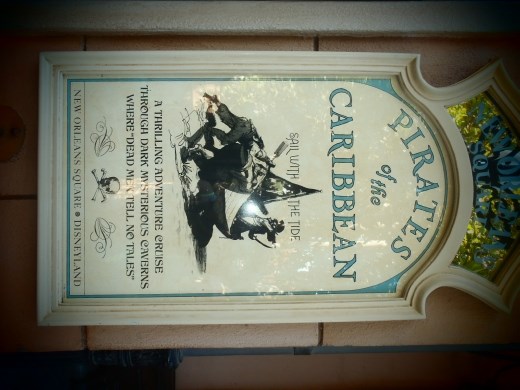 PIRATES
of the
CARIBBEAN
SAIL WITH THE TIDE
A THRILLING ADVENTURE CRUISE
THROUGH DARK MYSTERIOUS CAVERNS
WHERE "DEAD MEN TELL NO TALES"
NEW ORLEANS SQUARE • DISNEYLAND